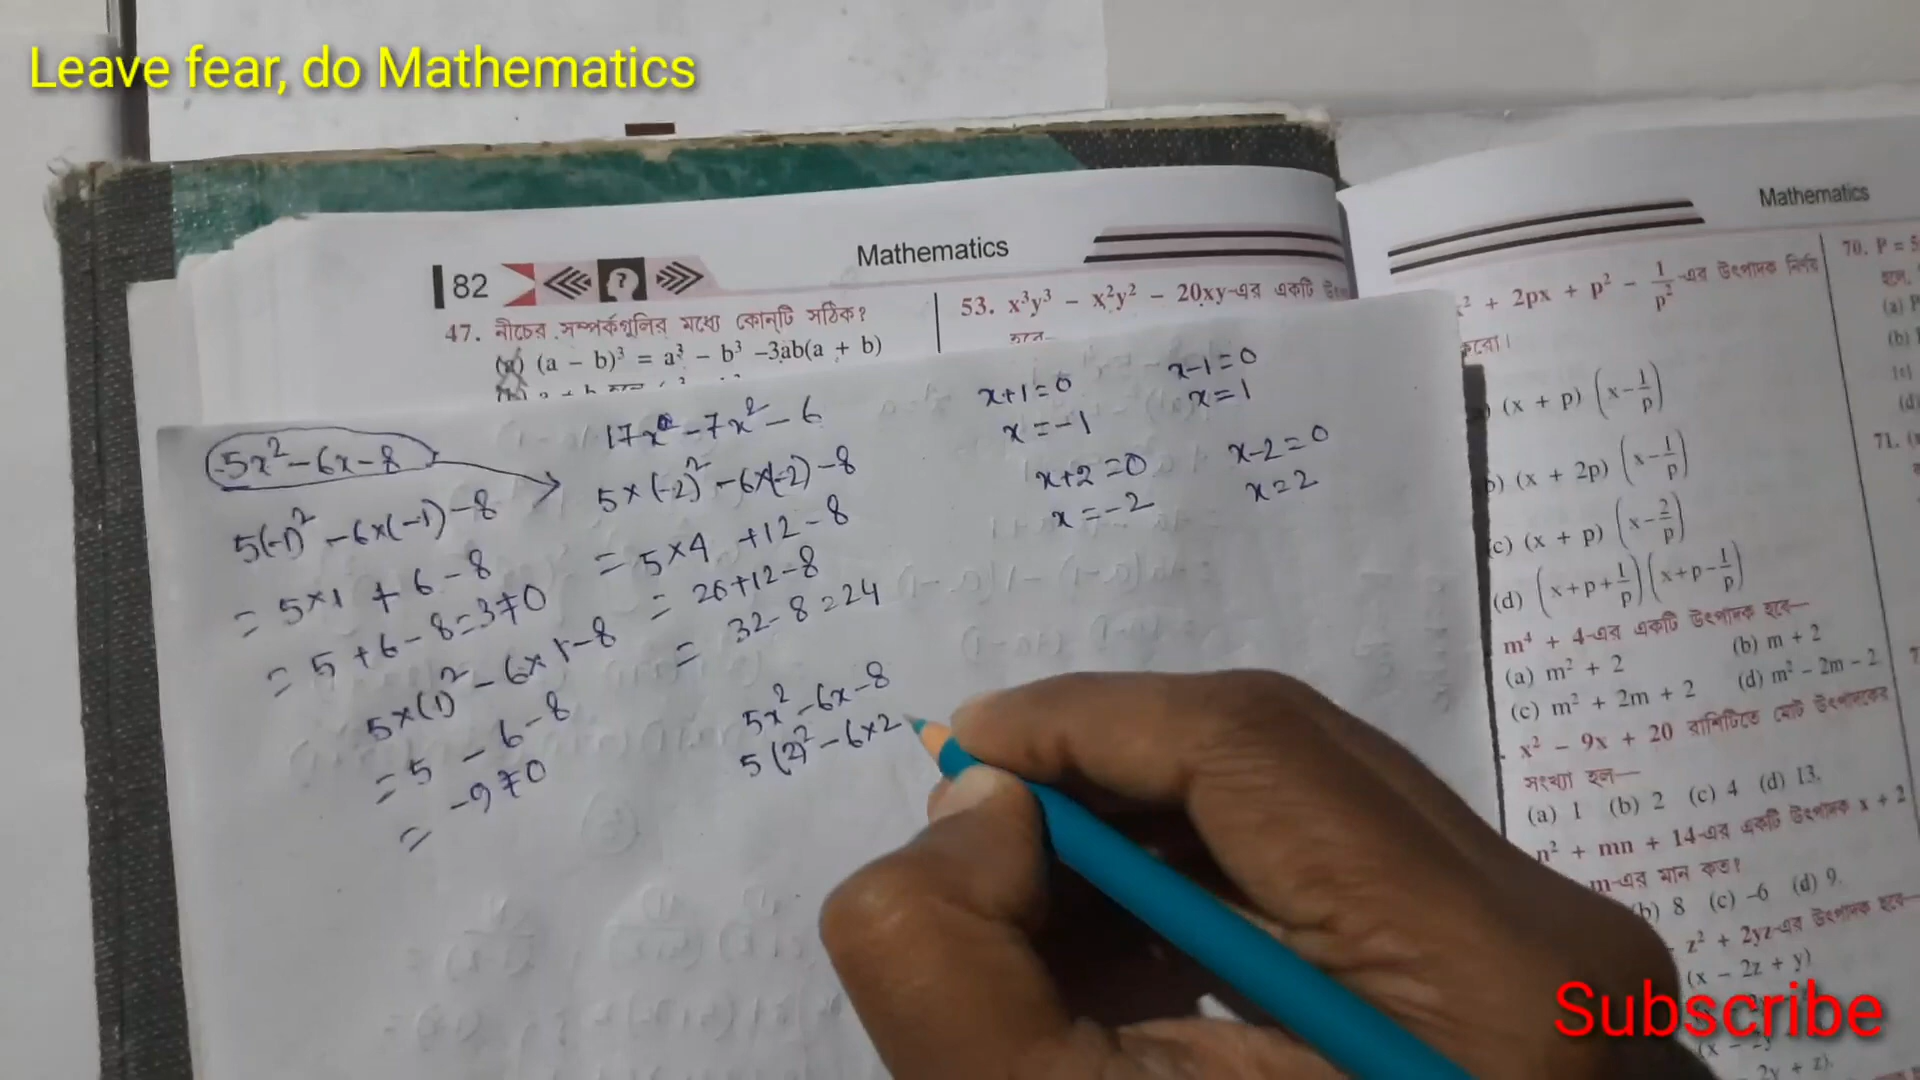 Leave fear, do Mathematics
82
Mathematics
47. নীচের সম্পর্কগুলির মধ্যে কোনটি সঠিক?
(a) (a − b)³ = a³ − b³ −3ab(a + b)
53. x³y³ − x²y² − 20xy-এর একটি
5x² − 6x − 8
5(-1)² − 6×(−1) − 8
= 5×1 + 6 − 8
= 5 + 6 − 8 = 3 ≠ 0
5×(1)² − 6×1 − 8
= 5 − 6 − 8
= −9 ≠ 0
− 7x² − 6
5×(-2)² − 6×(-2) − 8
= 5×4 + 12 − 8
= 20+12−8
= 32−8=24
5x² − 6x − 8
5(2)² − 6×2
x+1=0
x=−1
x−1=0
x=1
x+2=0
x=−2
x−2=0
x=2
Mathematics
² + 2px + p² − 1/p²-এর উৎপাদক নির্ণয়
করো।
(x + p) (x − 1/p)
b) (x + 2p) (x − 1/p)
(c) (x + p) (x − 2/p)
(d) (x+p+1/p)(x+p−1/p)
m⁴ + 4-এর একটি উৎপাদক হবে—
(a) m² + 2 (b) m + 2
(c) m² + 2m + 2 (d) m² − 2m − 2
x² − 9x + 20 রাশিটিতে মোট উৎপাদকের
সংখ্যা হল—
(a) 1 (b) 2 (c) 4 (d) 13.
n² + mn + 14-এর একটি উৎপাদক x + 2
m-এর মান কত?
b) 8 (c) −6 (d) 9.
z² + 2yz-এর উৎপাদক হবে—
(x − 2z + y)
70. P = 5
71.
Subscribe